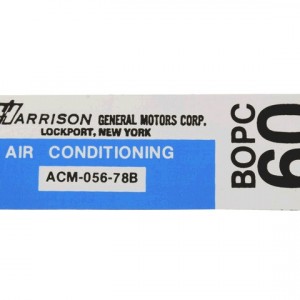 HARRISON GENERAL MOTORS CORP.
LOCKPORT, NEW YORK
AIR CONDITIONING
ACM-056-78B
BOPC
60